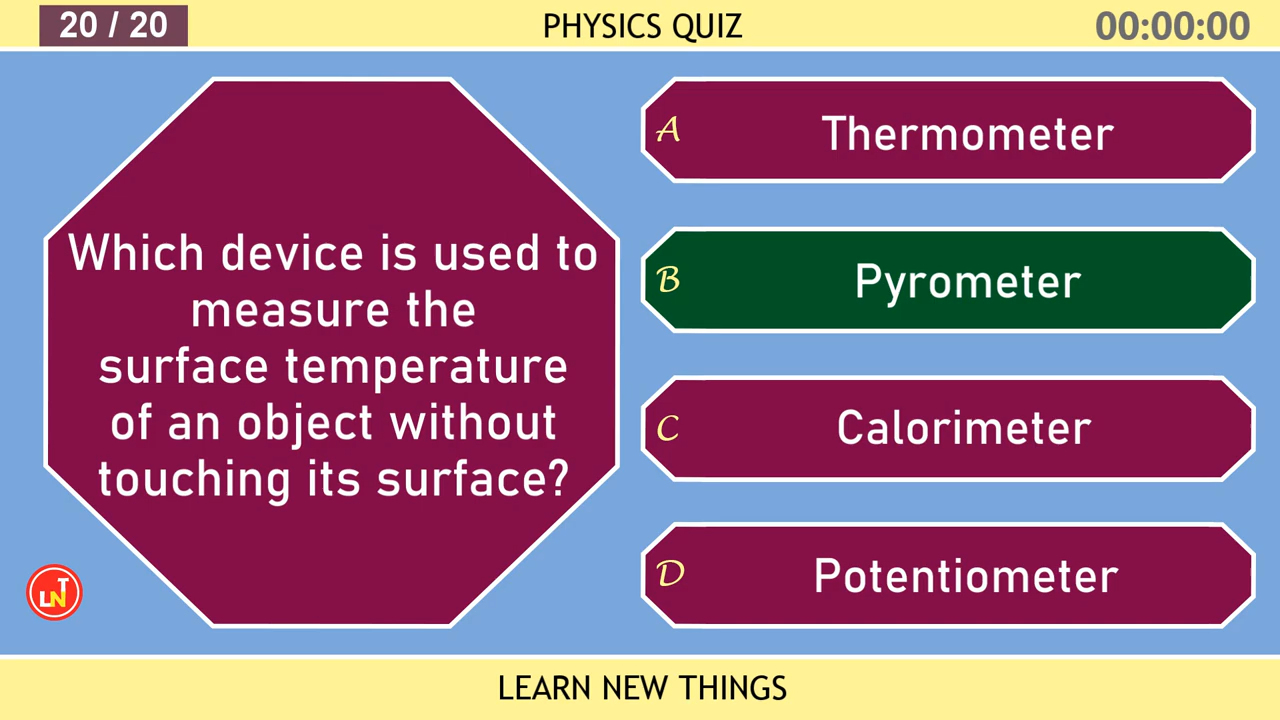 20 / 20
PHYSICS QUIZ
00:00:00
Which device is used to
measure the
surface temperature
of an object without
touching its surface?
A Thermometer
B Pyrometer
C Calorimeter
D Potentiometer
LNT
LEARN NEW THINGS